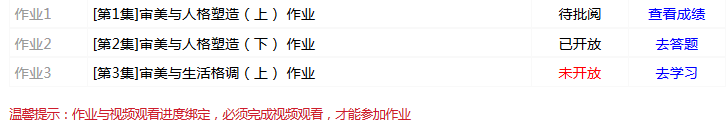 作业1 [第1集]审美与人格塑造（上）作业 待批阅 查看成绩
作业2 [第2集]审美与人格塑造（下）作业 已开放 去答题
作业3 [第3集]审美与生活格调（上）作业 未开放 去学习
温馨提示：作业与视频观看进度绑定，必须完成视频观看，才能参加作业